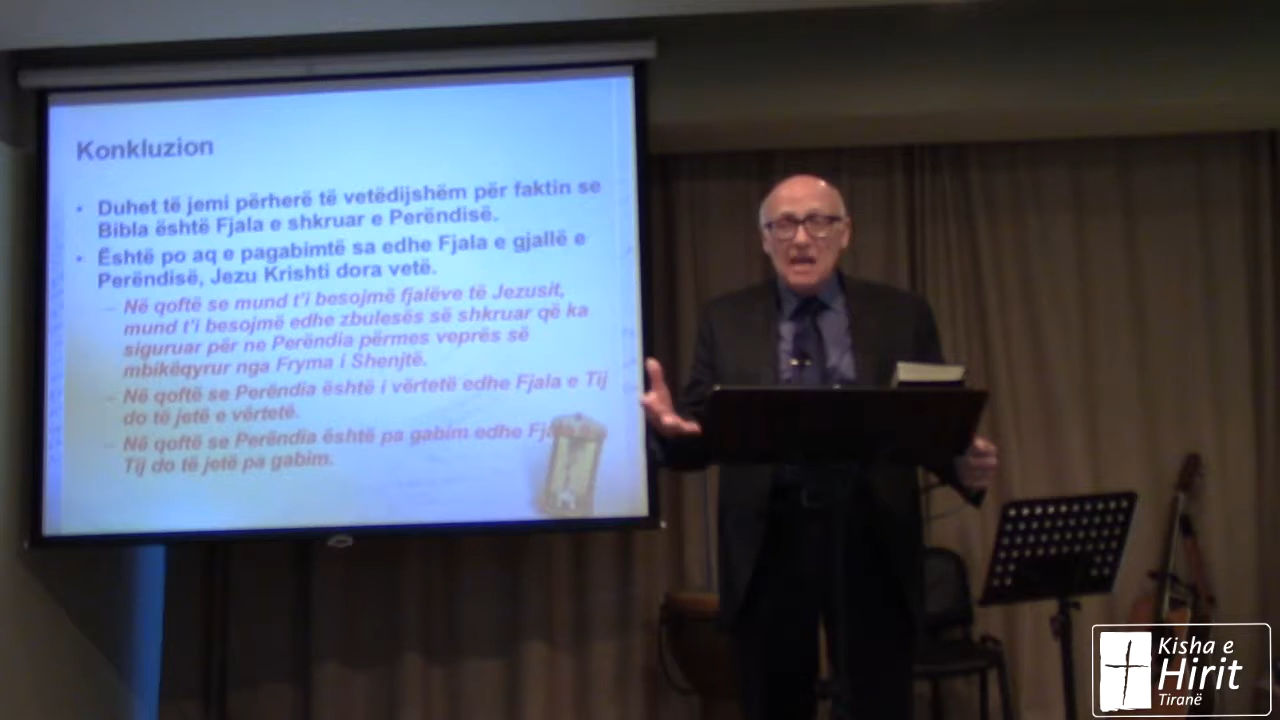 Konkluzion
• Duhet të jemi përherë të vetëdijshëm për faktin se
Bibla është Fjala e shkruar e Perëndisë.
• Është po aq e pagabimtë sa edhe Fjala e gjallë e
Perëndisë, Jezu Krishti dora vetë.
– Në qoftë se mund t’i besojmë fjalëve të Jezusit,
mund t’i besojmë edhe zbulesës së shkruar që ka
siguruar për ne Perëndia përmes veprës së
mbikëqyrur nga Fryma i Shenjtë.
– Në qoftë se Perëndia është i vërtetë edhe Fjala e Tij
do të jetë e vërtetë.
– Në qoftë se Perëndia është pa gabim edhe
Tij do të jetë pa gabim.
Kisha e
Hirit
Tiranë